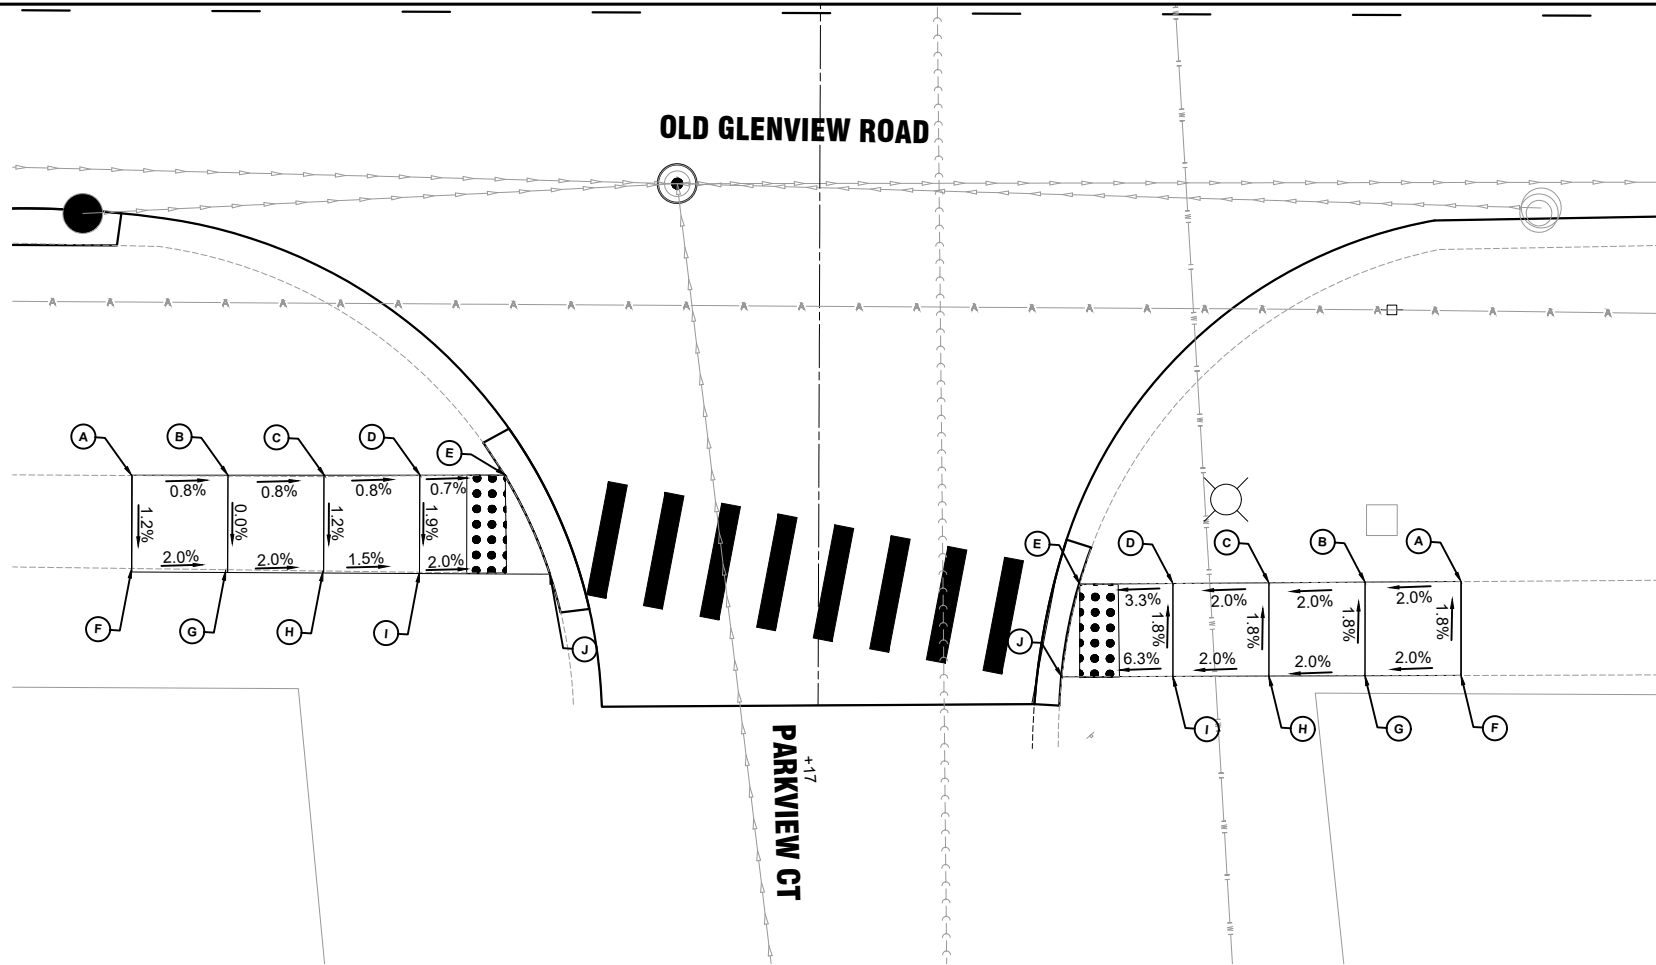 OLD GLENVIEW ROAD
A A A A A A A A A A A A A A A A A A A A A A A A A A A A
A B C D E
0.8% 0.8% 0.8% 0.7%
1.2% 0.0% 1.2% 1.9%
2.0% 2.0% 1.5% 2.0%
F G H I J
E D C B A
3.3% 2.0% 2.0% 2.0%
1.8% 1.8% 1.8% 1.8%
6.3% 2.0% 2.0% 2.0%
J I H G F
PARKVIEW CT
+17